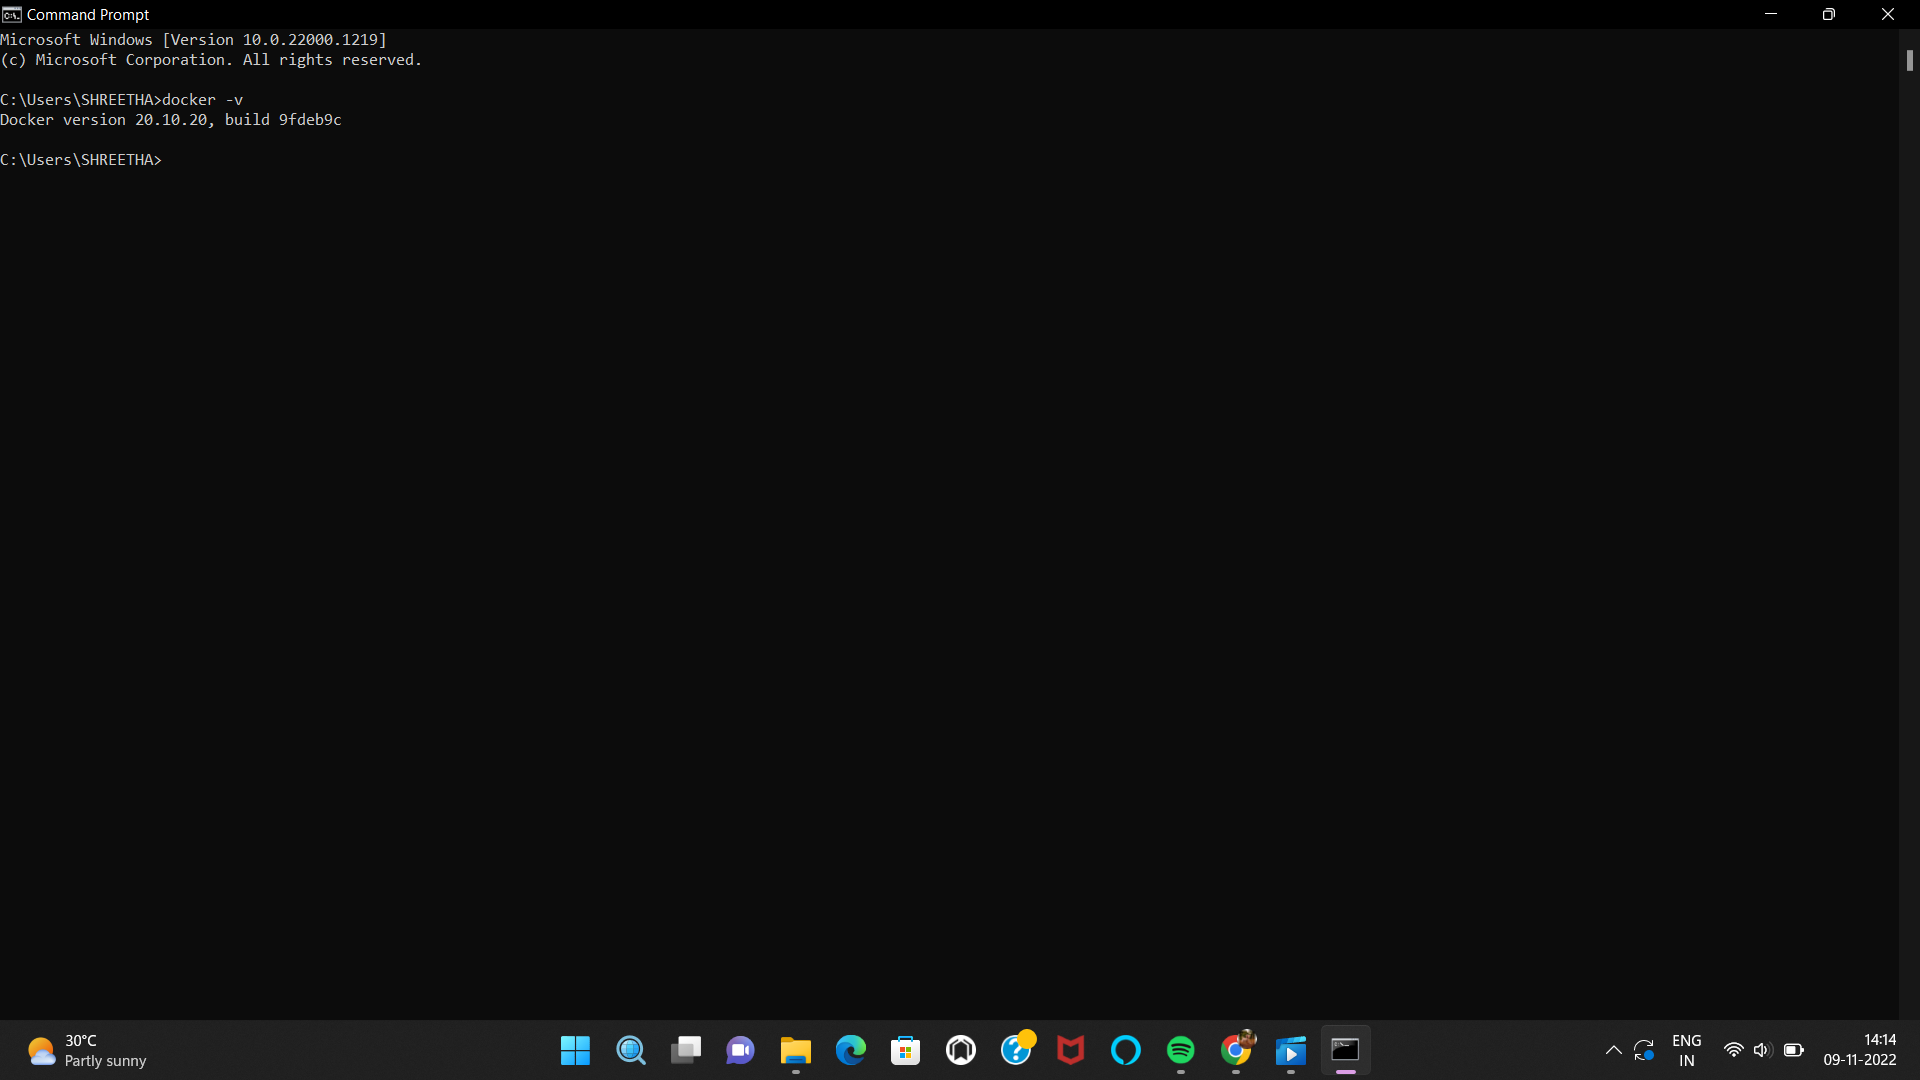 Command Prompt
Microsoft Windows [Version 10.0.22000.1219]
(c) Microsoft Corporation. All rights reserved.
C:\Users\SHREETHA>docker -v
Docker version 20.10.20, build 9fdeb9c
C:\Users\SHREETHA>
30°C
Partly sunny
ENG
IN
14:14
09-11-2022